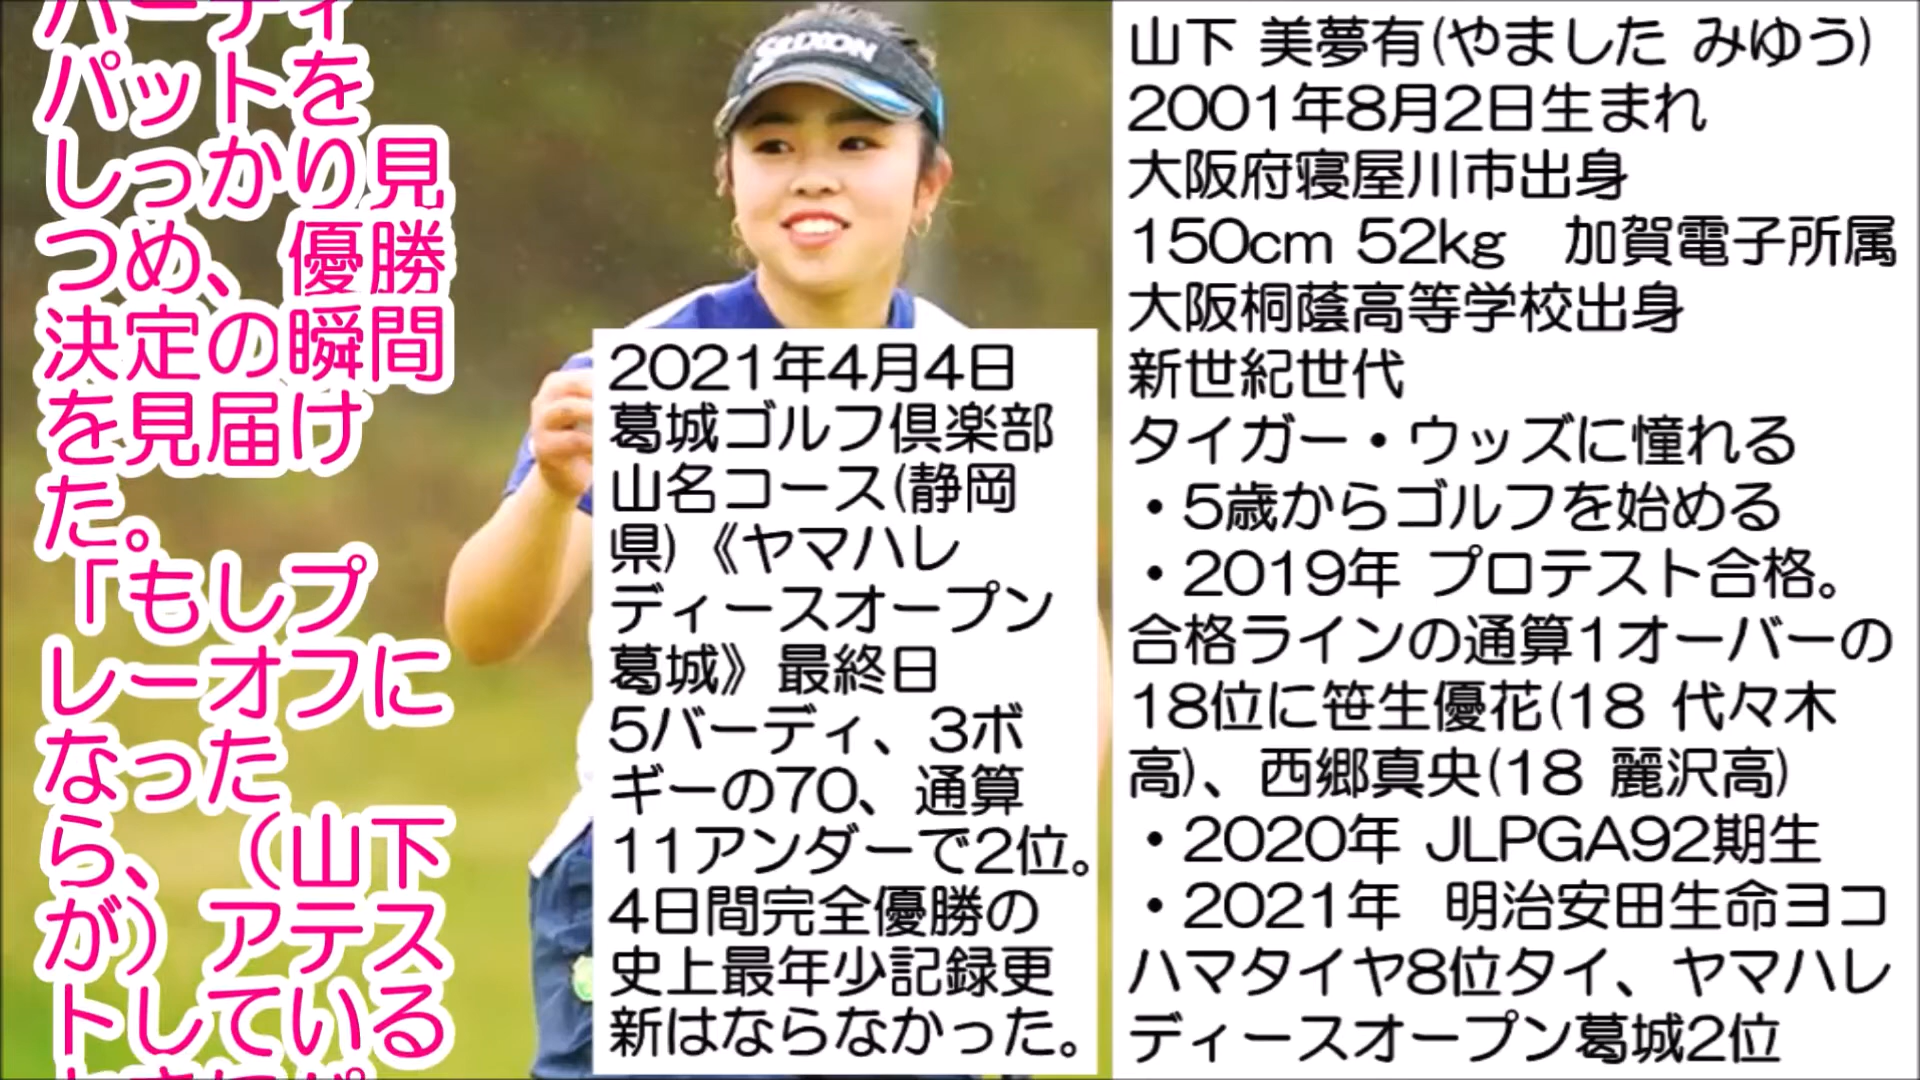 バーディ
パットを
しっかり見
つめ、優勝
決定の瞬間
を見届け
た。
「もしプ
レーオフに
なった
ら、（山下
が）アテス
トしている
SRIXON
2021年4月4日
葛城ゴルフ倶楽部
山名コース(静岡
県)《ヤマハレ
ディースオープン
葛城》最終日
5バーディ、3ボ
ギーの70、通算
11アンダーで2位。
4日間完全優勝の
史上最年少記録更
新はならなかった。
山下 美夢有(やました みゆう)
2001年8月2日生まれ
大阪府寝屋川市出身
150cm 52kg　加賀電子所属
大阪桐蔭高等学校出身
新世紀世代
タイガー・ウッズに憧れる
・5歳からゴルフを始める
・2019年 プロテスト合格。
合格ラインの通算1オーバーの
18位に笹生優花(18 代々木
高)、西郷真央(18 麗沢高)
・2020年 JLPGA92期生
・2021年　明治安田生命ヨコ
ハマタイヤ8位タイ、ヤマハレ
ディースオープン葛城2位